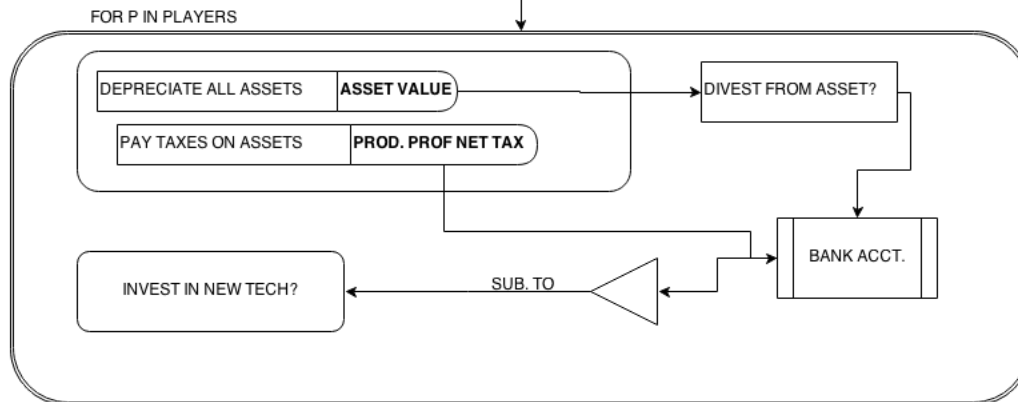 FOR P IN PLAYERS
DEPRECIATE ALL ASSETS
ASSET VALUE
DIVEST FROM ASSET?
PAY TAXES ON ASSETS
PROD. PROF NET TAX
BANK ACCT.
INVEST IN NEW TECH?
SUB. TO